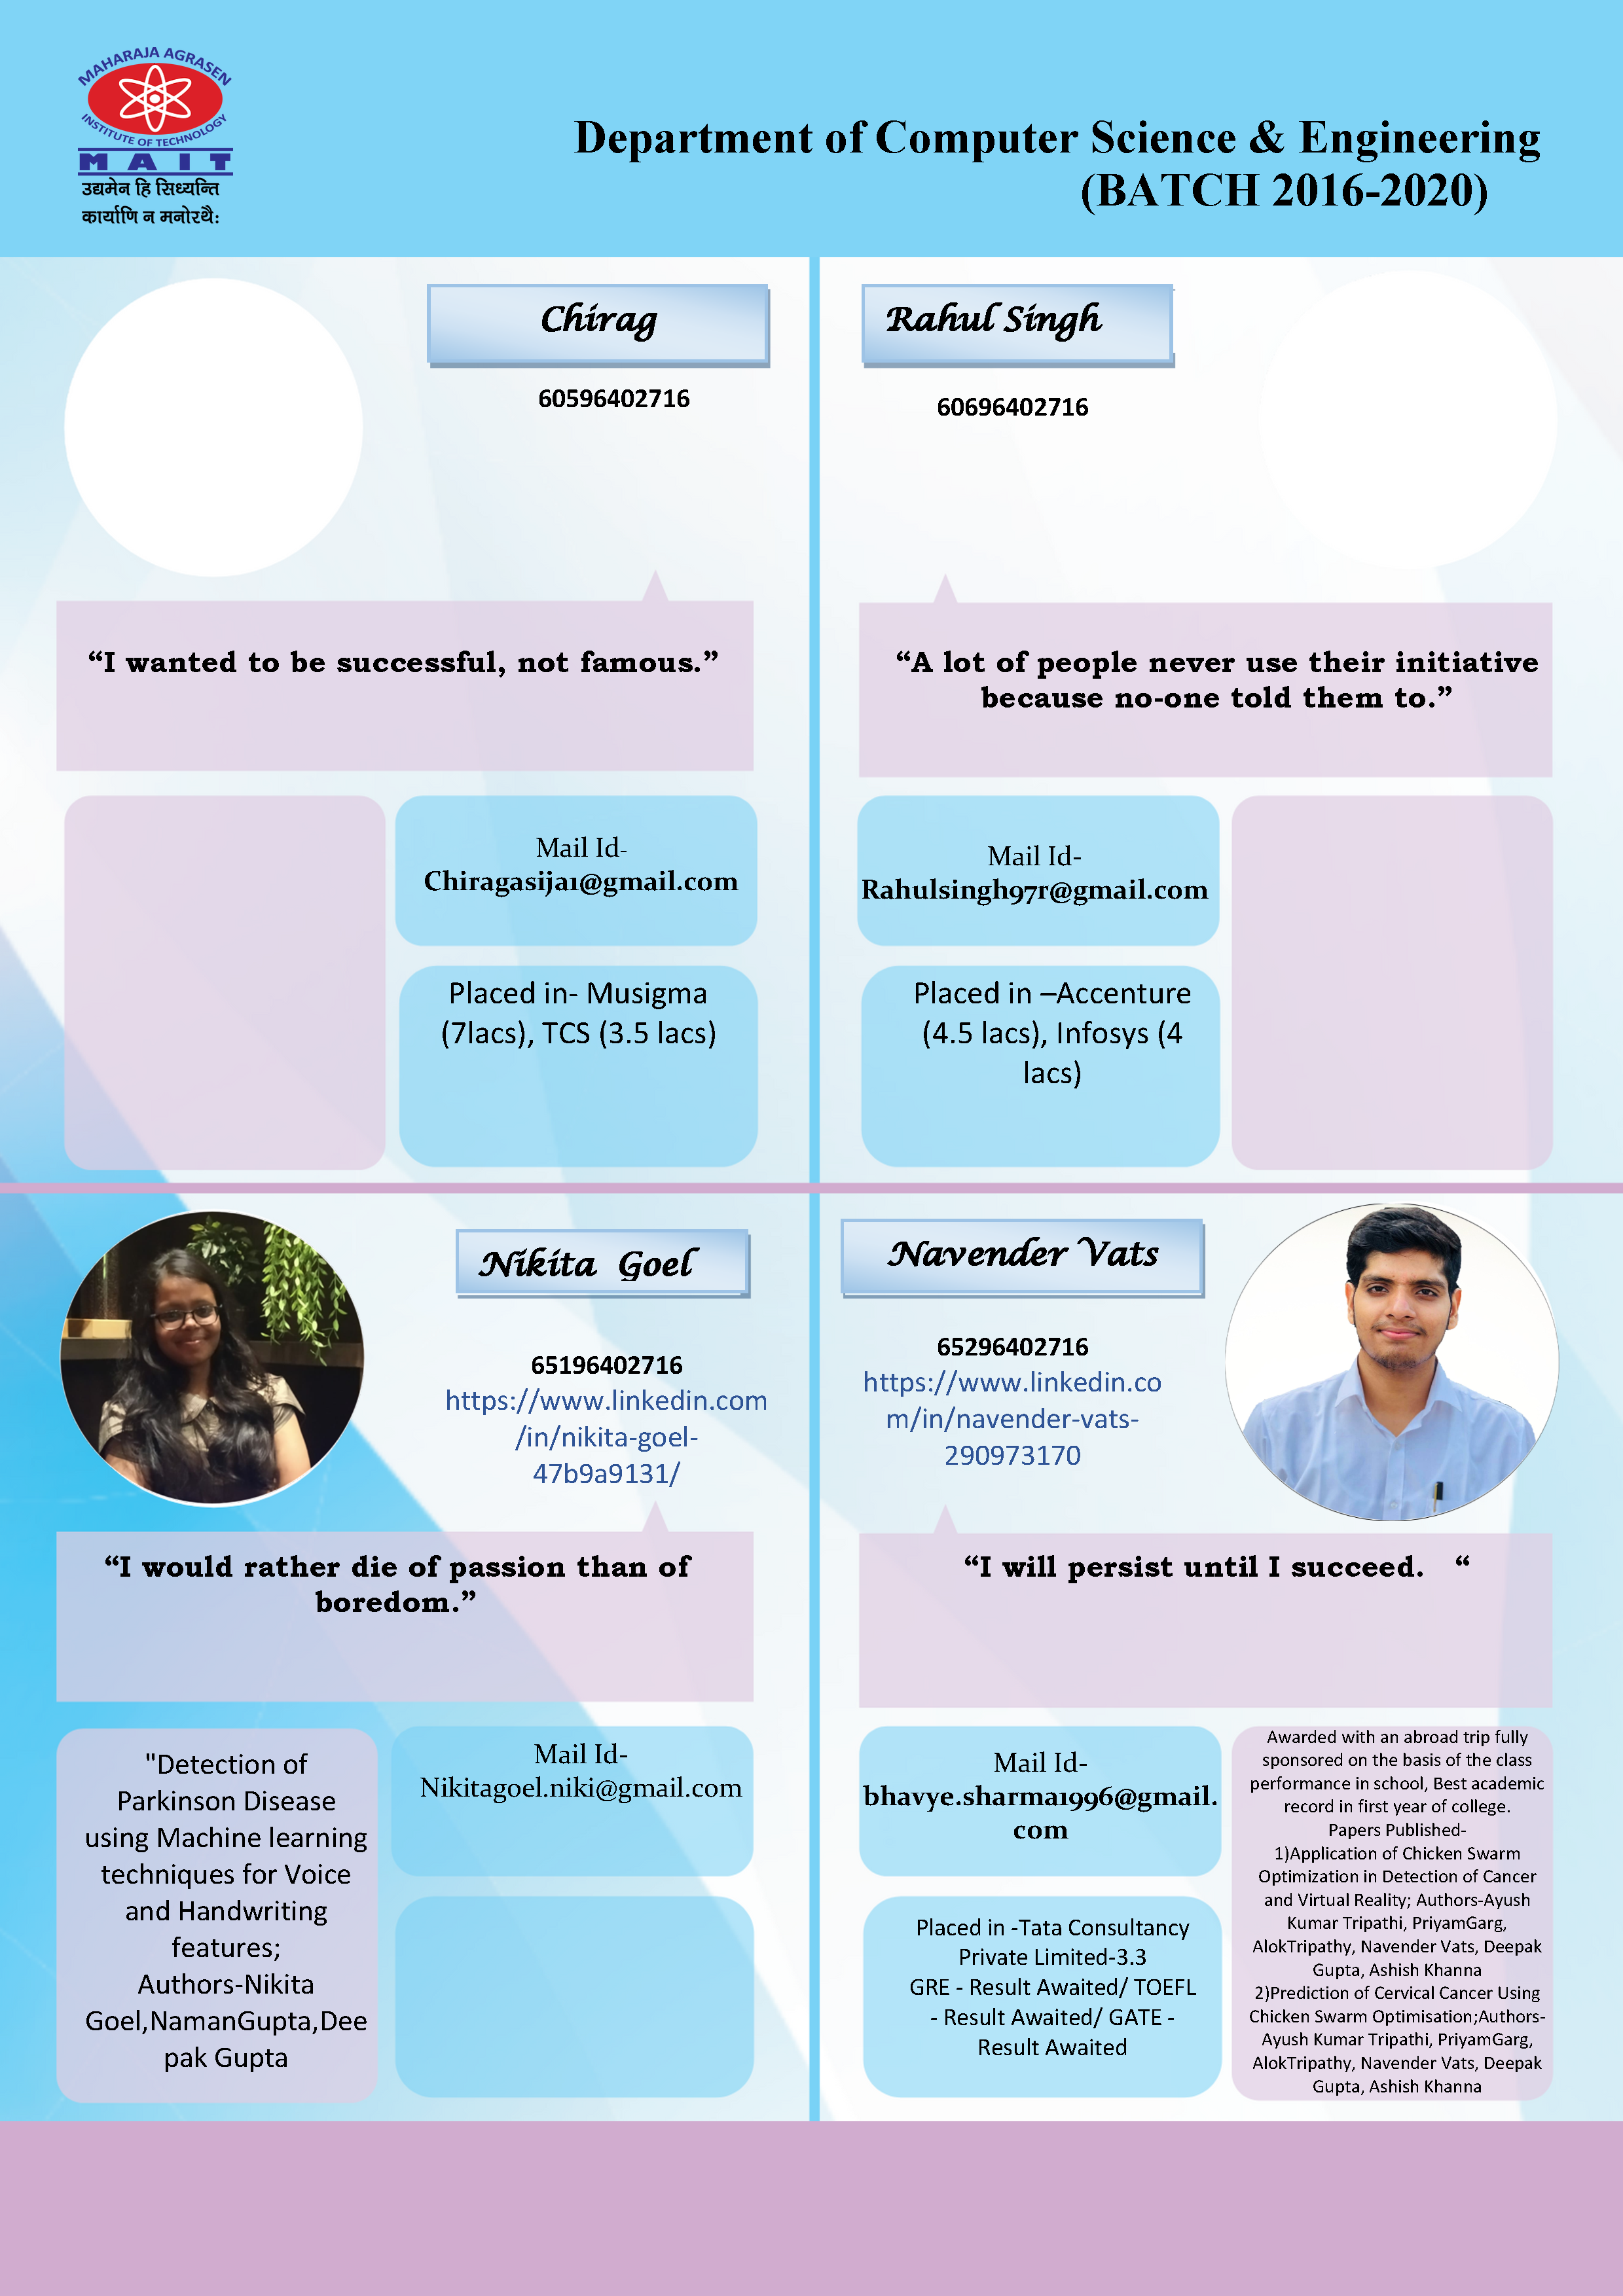 MAHARAJA AGRASEN
INSTITUTE OF TECHNOLOGY
MAIT
उद्यमेन हि सिध्यन्ति
कार्याणि न मनोरथैः
Department of Computer Science & Engineering
(BATCH 2016-2020)
Chirag
60596402716
“I wanted to be successful, not famous.”
Mail Id-
Chiragasija1@gmail.com
Placed in- Musigma
(7lacs), TCS (3.5 lacs)
Rahul Singh
60696402716
“A lot of people never use their initiative
because no-one told them to.”
Mail Id-
Rahulsingh97r@gmail.com
Placed in –Accenture
(4.5 lacs), Infosys (4
lacs)
Nikita Goel
65196402716
https://www.linkedin.com
/in/nikita-goel-
47b9a9131/
“I would rather die of passion than of
boredom.”
"Detection of
Parkinson Disease
using Machine learning
techniques for Voice
and Handwriting
features;
Authors-Nikita
Goel,NamanGupta,Dee
pak Gupta
Mail Id-
Nikitagoel.niki@gmail.com
Navender Vats
65296402716
https://www.linkedin.co
m/in/navender-vats-
290973170
“I will persist until I succeed. “
Mail Id-
bhavye.sharma1996@gmail.
com
Placed in -Tata Consultancy
Private Limited-3.3
GRE - Result Awaited/ TOEFL
- Result Awaited/ GATE -
Result Awaited
Awarded with an abroad trip fully
sponsored on the basis of the class
performance in school, Best academic
record in first year of college.
Papers Published-
1)Application of Chicken Swarm
Optimization in Detection of Cancer
and Virtual Reality; Authors-Ayush
Kumar Tripathi, PriyamGarg,
AlokTripathy, Navender Vats, Deepak
Gupta, Ashish Khanna
2)Prediction of Cervical Cancer Using
Chicken Swarm Optimisation;Authors-
Ayush Kumar Tripathi, PriyamGarg,
AlokTripathy, Navender Vats, Deepak
Gupta, Ashish Khanna